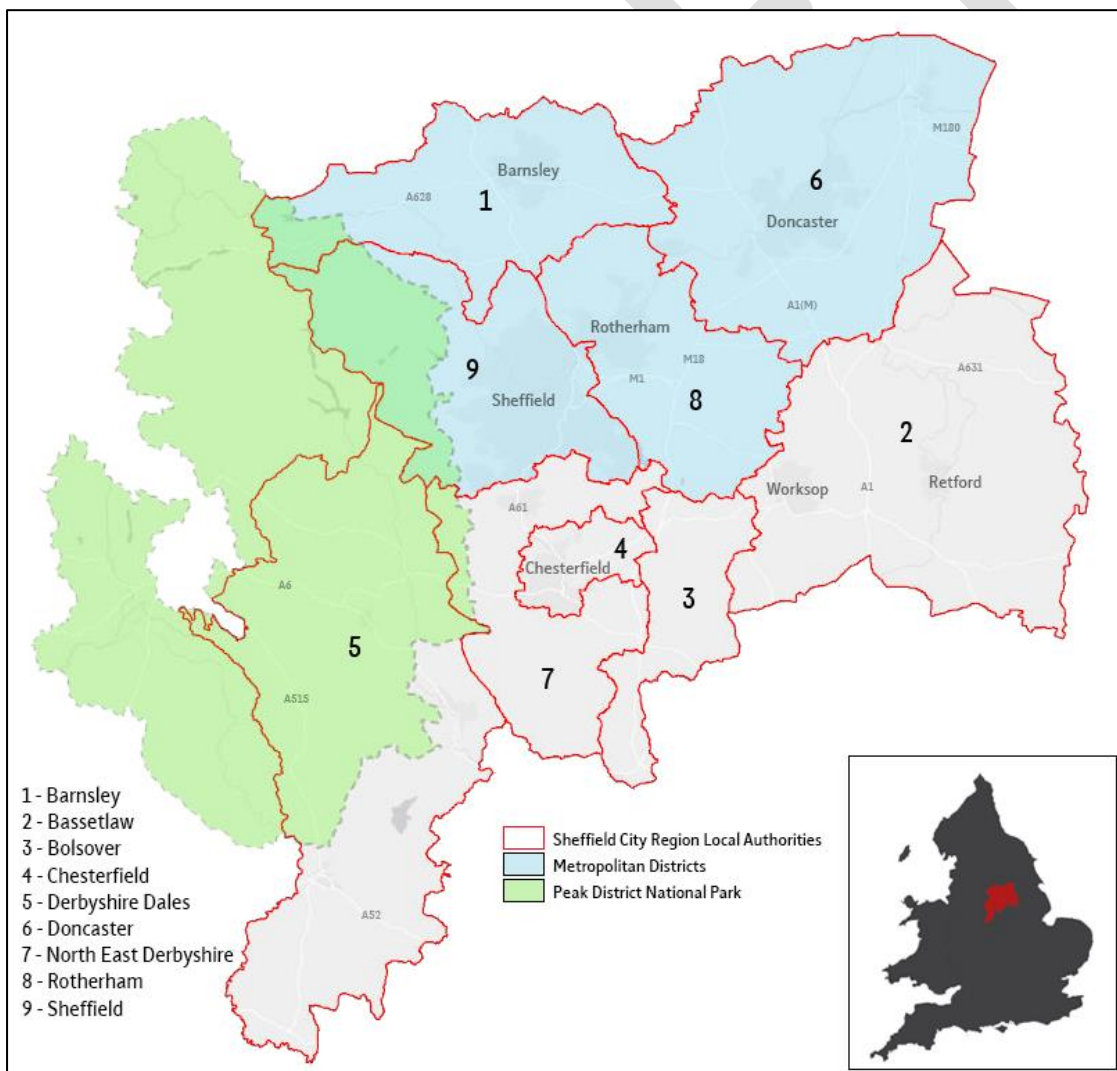 M180
Barnsley
6
A628
1
Doncaster
A1(M)
Rotherham
M18
A631
9
M1
Sheffield
8
2
Worksop
A1
Retford
A61
4
Chesterfield
A6
3
5
7
A515
1 - Barnsley
2 - Bassetlaw
3 - Bolsover
4 - Chesterfield
5 - Derbyshire Dales
6 - Doncaster
7 - North East Derbyshire
8 - Rotherham
9 - Sheffield
Sheffield City Region Local Authorities
Metropolitan Districts
Peak District National Park
A52